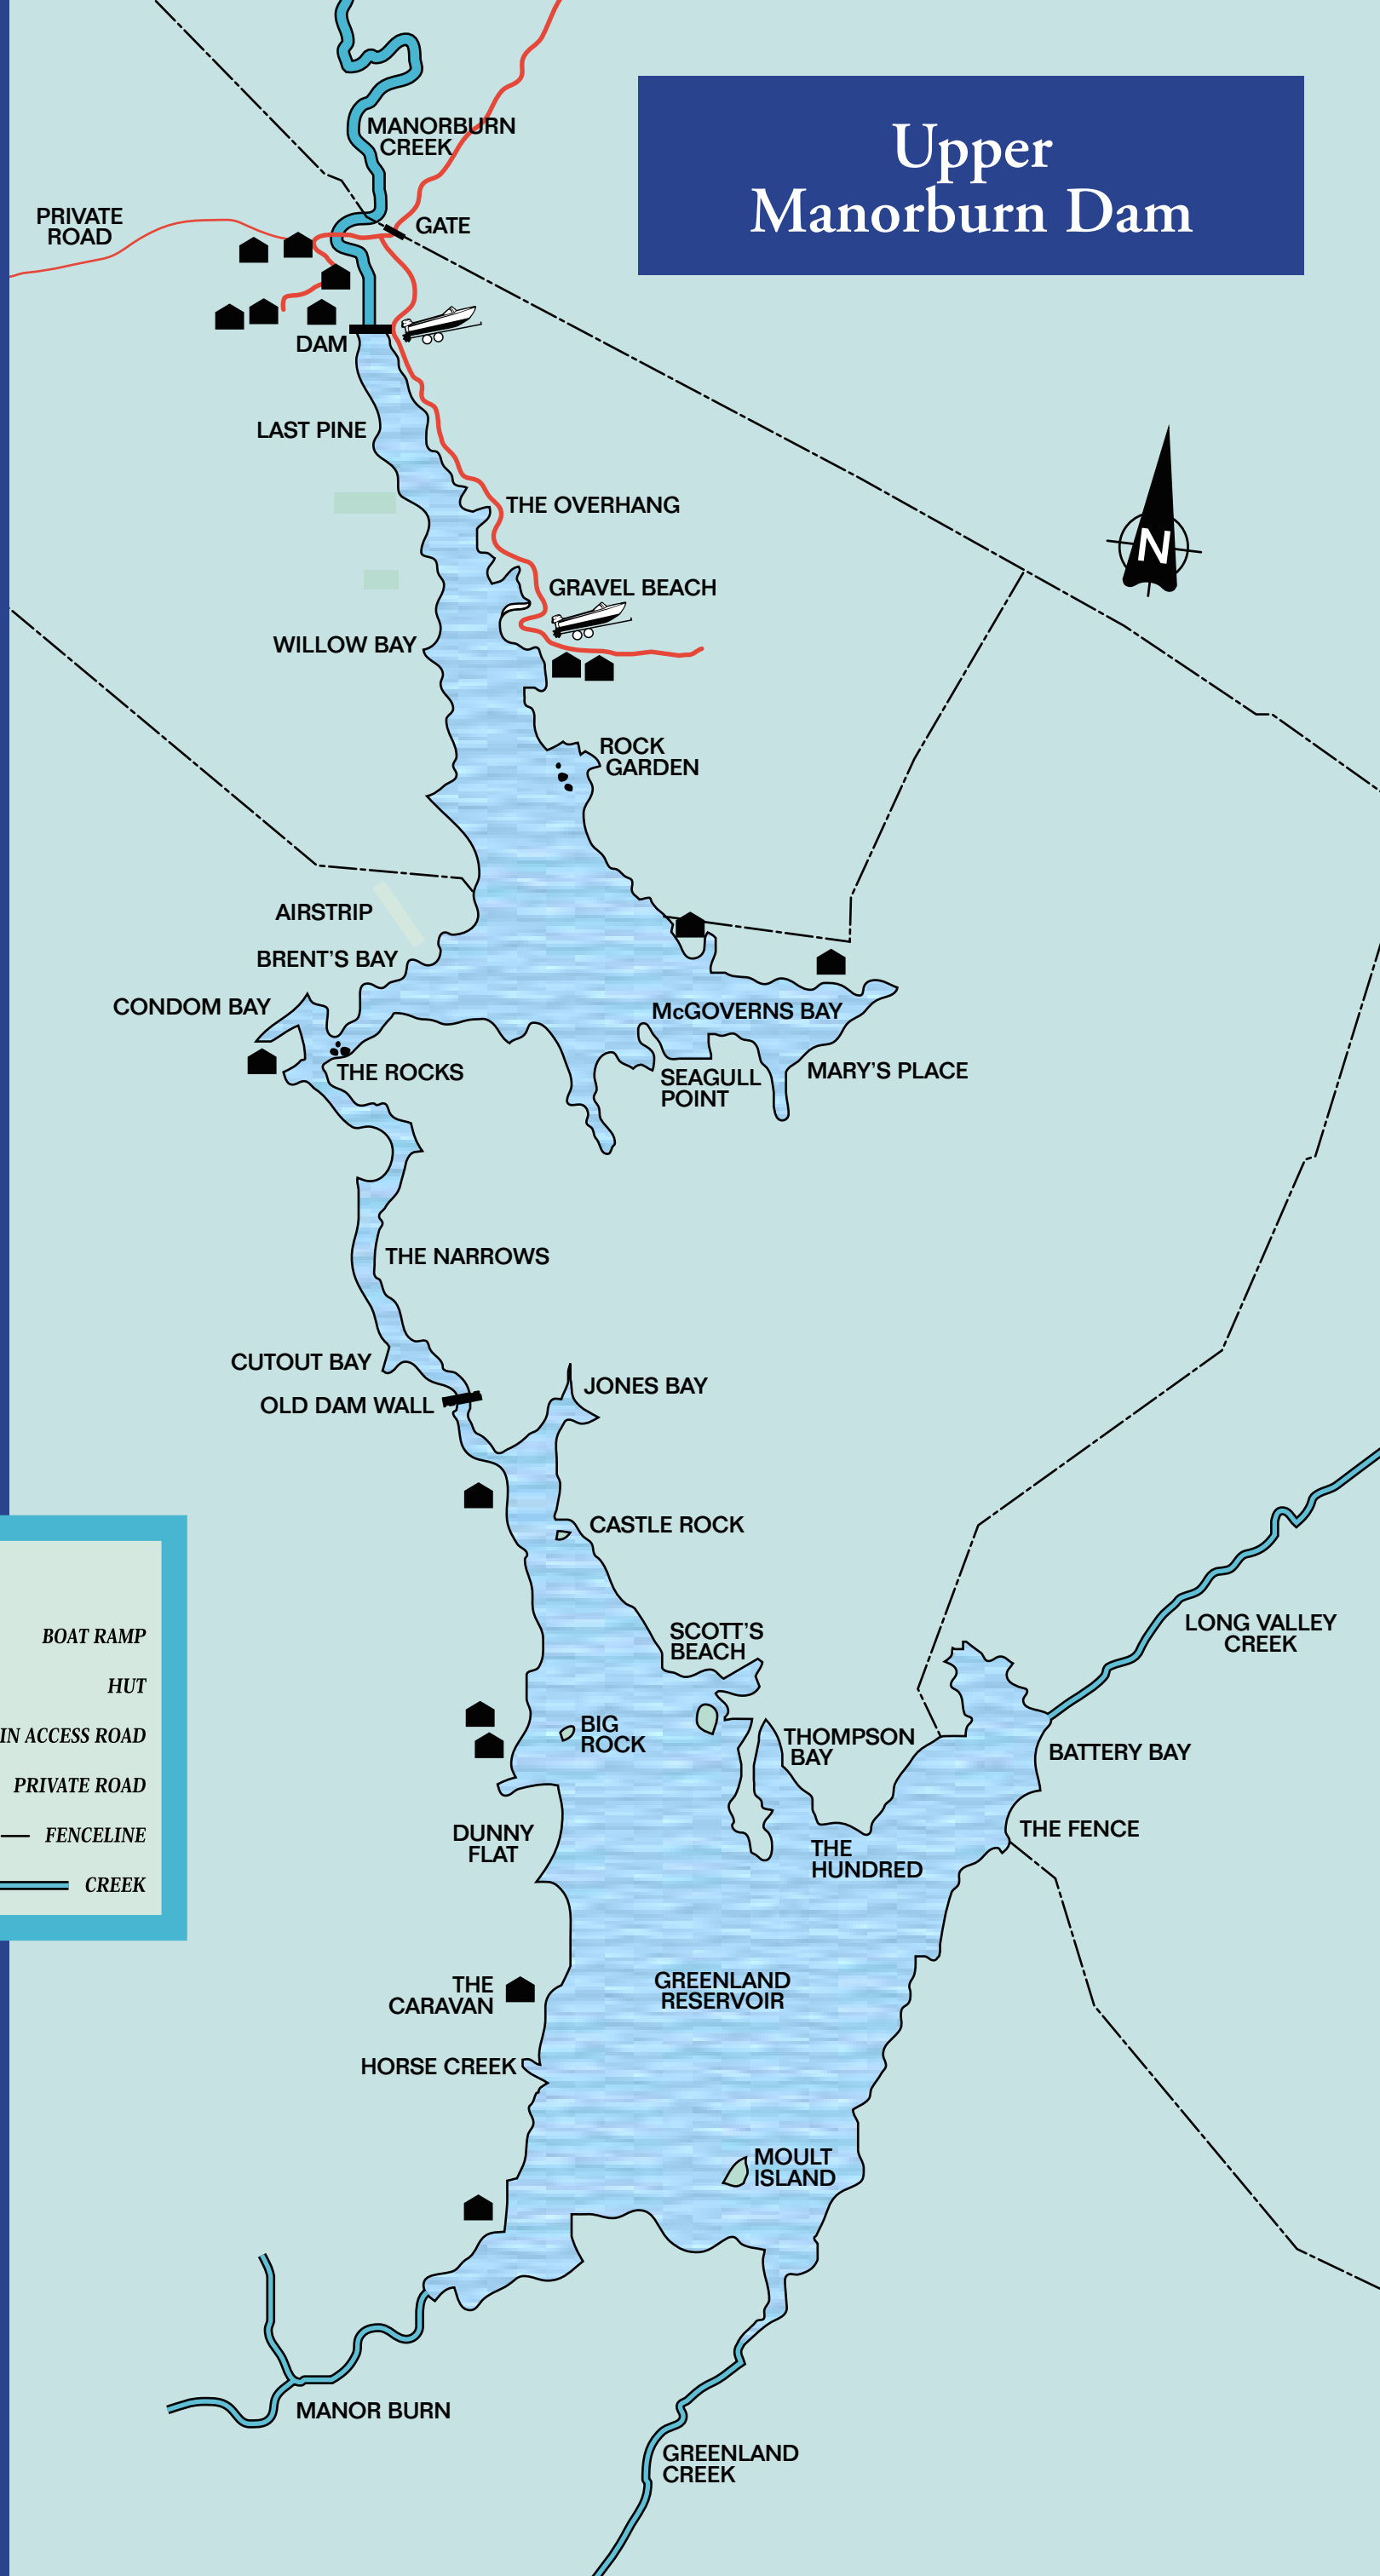 Upper
Manorburn Dam
MANORBURN
CREEK
PRIVATE
ROAD
GATE
DAM
LAST PINE
THE OVERHANG
N
GRAVEL BEACH
WILLOW BAY
ROCK
GARDEN
AIRSTRIP
BRENT'S BAY
CONDOM BAY
McGOVERNS BAY
THE ROCKS
SEAGULL
POINT
MARY'S PLACE
THE NARROWS
CUTOUT BAY
OLD DAM WALL
JONES BAY
CASTLE ROCK
SCOTT'S
BEACH
LONG VALLEY
CREEK
BIG
ROCK
THOMPSON
BAY
BATTERY BAY
THE FENCE
DUNNY
FLAT
THE
HUNDRED
BOAT RAMP
HUT
IN ACCESS ROAD
PRIVATE ROAD
FENCELINE
CREEK
THE
CARAVAN
GREENLAND
RESERVOIR
HORSE CREEK
MOULT
ISLAND
MANOR BURN
GREENLAND
CREEK